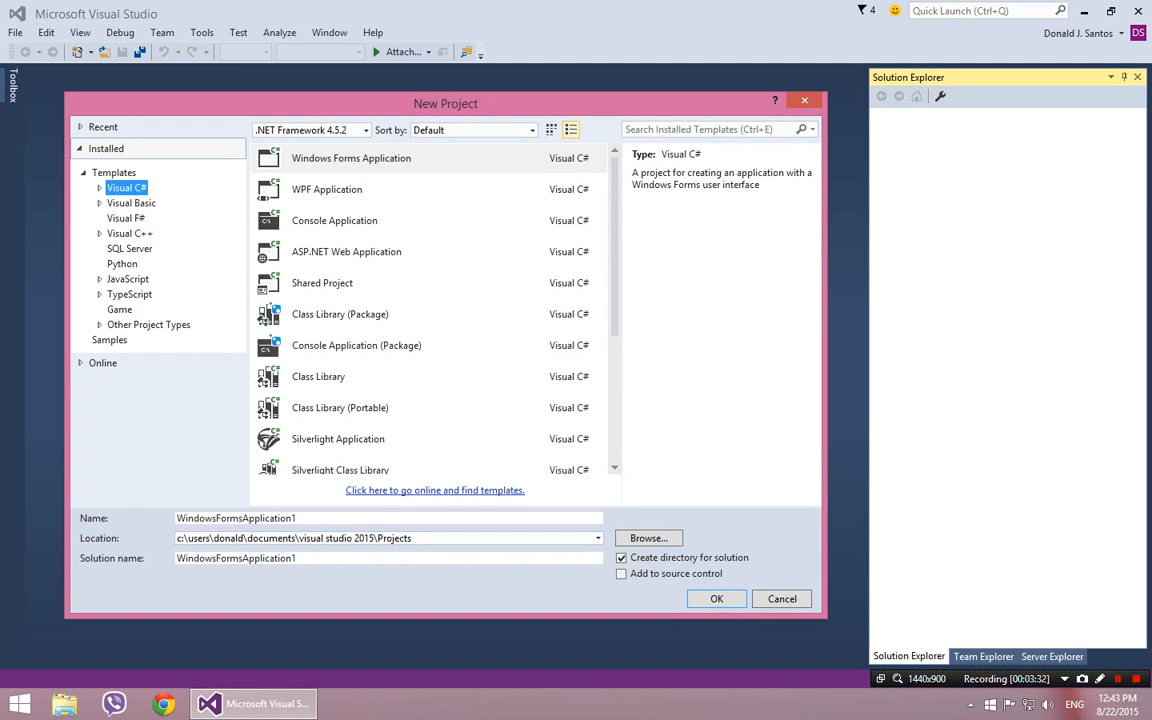 Microsoft Visual Studio
4
Quick Launch (Ctrl+Q)
File Edit View Debug Team Tools Test Analyze Window Help
Donald J. Santos DS
Attach...
Toolbox
Solution Explorer
New Project
?
Recent
.NET Framework 4.5.2 Sort by: Default
Search Installed Templates (Ctrl+E)
Installed
Templates
Visual C#
Visual Basic
Visual F#
Visual C++
SQL Server
Python
JavaScript
TypeScript
Game
Other Project Types
Samples
Online
Windows Forms Application Visual C#
WPF Application Visual C#
Console Application Visual C#
ASP.NET Web Application Visual C#
Shared Project Visual C#
Class Library (Package) Visual C#
Console Application (Package) Visual C#
Class Library Visual C#
Class Library (Portable) Visual C#
Silverlight Application Visual C#
Silverlight Class Library Visual C#
Click here to go online and find templates.
Type: Visual C#
A project for creating an application with a
Windows Forms user interface
Name: WindowsFormsApplication1
Location: c:\users\donald\documents\visual studio 2015\Projects
Browse...
Solution name: WindowsFormsApplication1
Create directory for solution
Add to source control
OK Cancel
Solution Explorer Team Explorer Server Explorer
1440x900 Recording [00:03:32]
Microsoft Visual S...
ENG
12:43 PM
8/22/2015